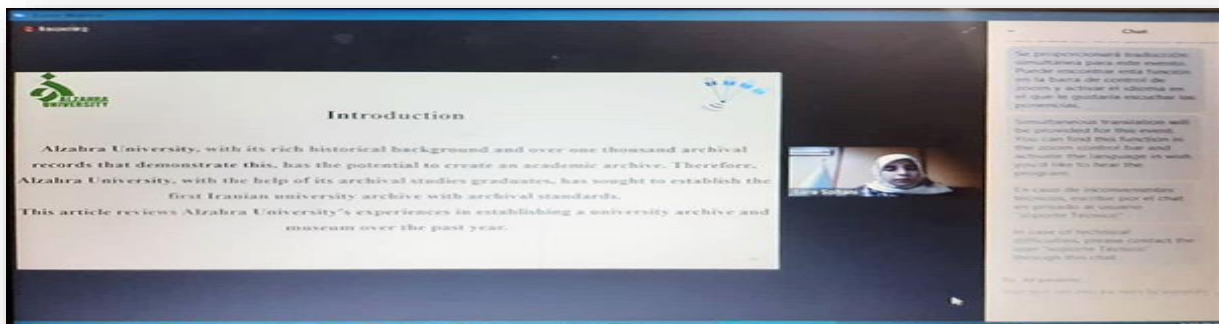 Recording
ALZAHRA
UNIVERSITY
Introduction
Alzahra University, with its rich historical background and over one thousand archival
records that demonstrate this, has the potential to create an academic archive. Therefore,
Alzahra University, with the help of its archival studies graduates, has sought to establish the
first Iranian university archive with archival standards.
This article reviews Alzahra University's experiences in establishing a university archive and
museum over the past year.
Chat
Se proporcionará traducción
simultánea para este evento.
Puede encontrar esta función
en la barra de control de
zoom y activar el idioma en
el que le gustaría escuchar las
ponencias.
Simultaneous translation will
be provided for this event.
You can find this function in
the zoom control bar and
activate the language in
you'd like to hear the
program.
En caso de inconvenientes
técnicos, escribir por el chat
en privado al usuario
"soporte Técnico"
In case of technical
difficulties, please contact the
user "soporte Técnico"
through this chat.